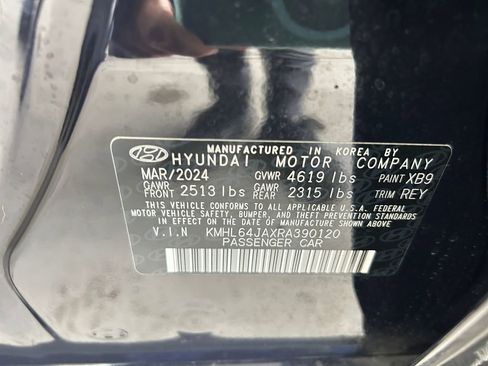 MANUFACTURED IN KOREA BY
HYUNDAI MOTOR COMPANY
MAR/2024 GVWR 4619 lbs PAINT XB9
GAWR FRONT 2513 lbs GAWR REAR 2315 lbs TRIM REY
THIS VEHICLE CONFORMS TO ALL APPLICABLE U.S.A. FEDERAL
MOTOR VEHICLE SAFETY, BUMPER, AND THEFT PREVENTION STANDARDS
IN EFFECT ON THE DATE OF MANUFACTURE SHOWN ABOVE.
V.I.N KMHL64JAXRA390120
PASSENGER CAR